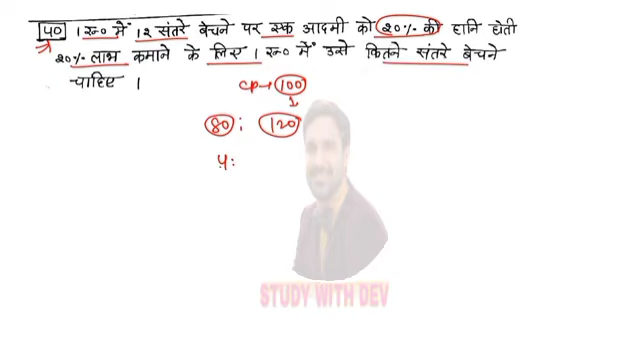 ५० 1 रु० में 12 संतरे बेचने पर एक आदमी को 20% की हानि होती
20% लाभ कमाने के लिए 1 रु० में उसे कितने संतरे बेचने
चाहिए ।
CP→ 100
80 : 120
4:
STUDY WITH DEV